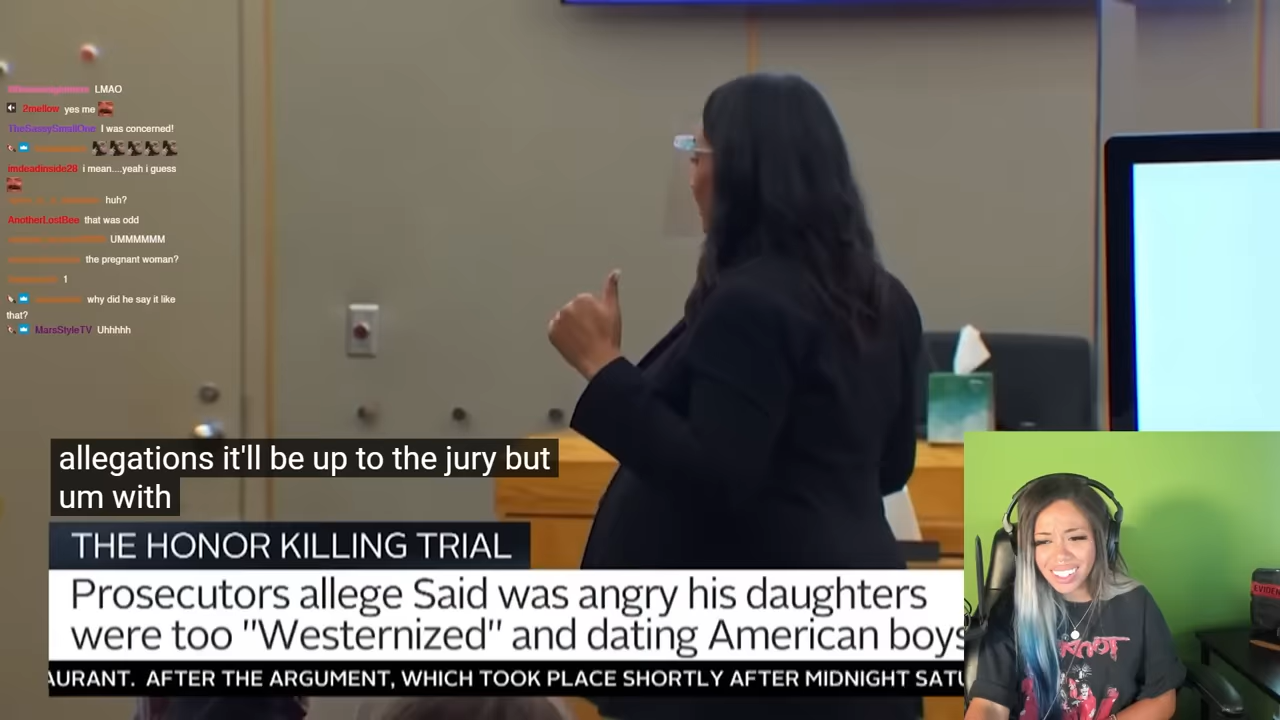 LMAO
2mellow yes me
TheSassySmallOne I was concerned!
imdeadinside28 i mean....yeah i guess
huh?
AnotherLostBee that was odd
UMMMMMM
the pregnant woman?
1
why did he say it like
that?
MarsStyleTV Uhhhhh
allegations it'll be up to the jury but
um with
THE HONOR KILLING TRIAL
Prosecutors allege Said was angry his daughters
were too "Westernized" and dating American boys
AURANT. AFTER THE ARGUMENT, WHICH TOOK PLACE SHORTLY AFTER MIDNIGHT SATU
EVIDEN